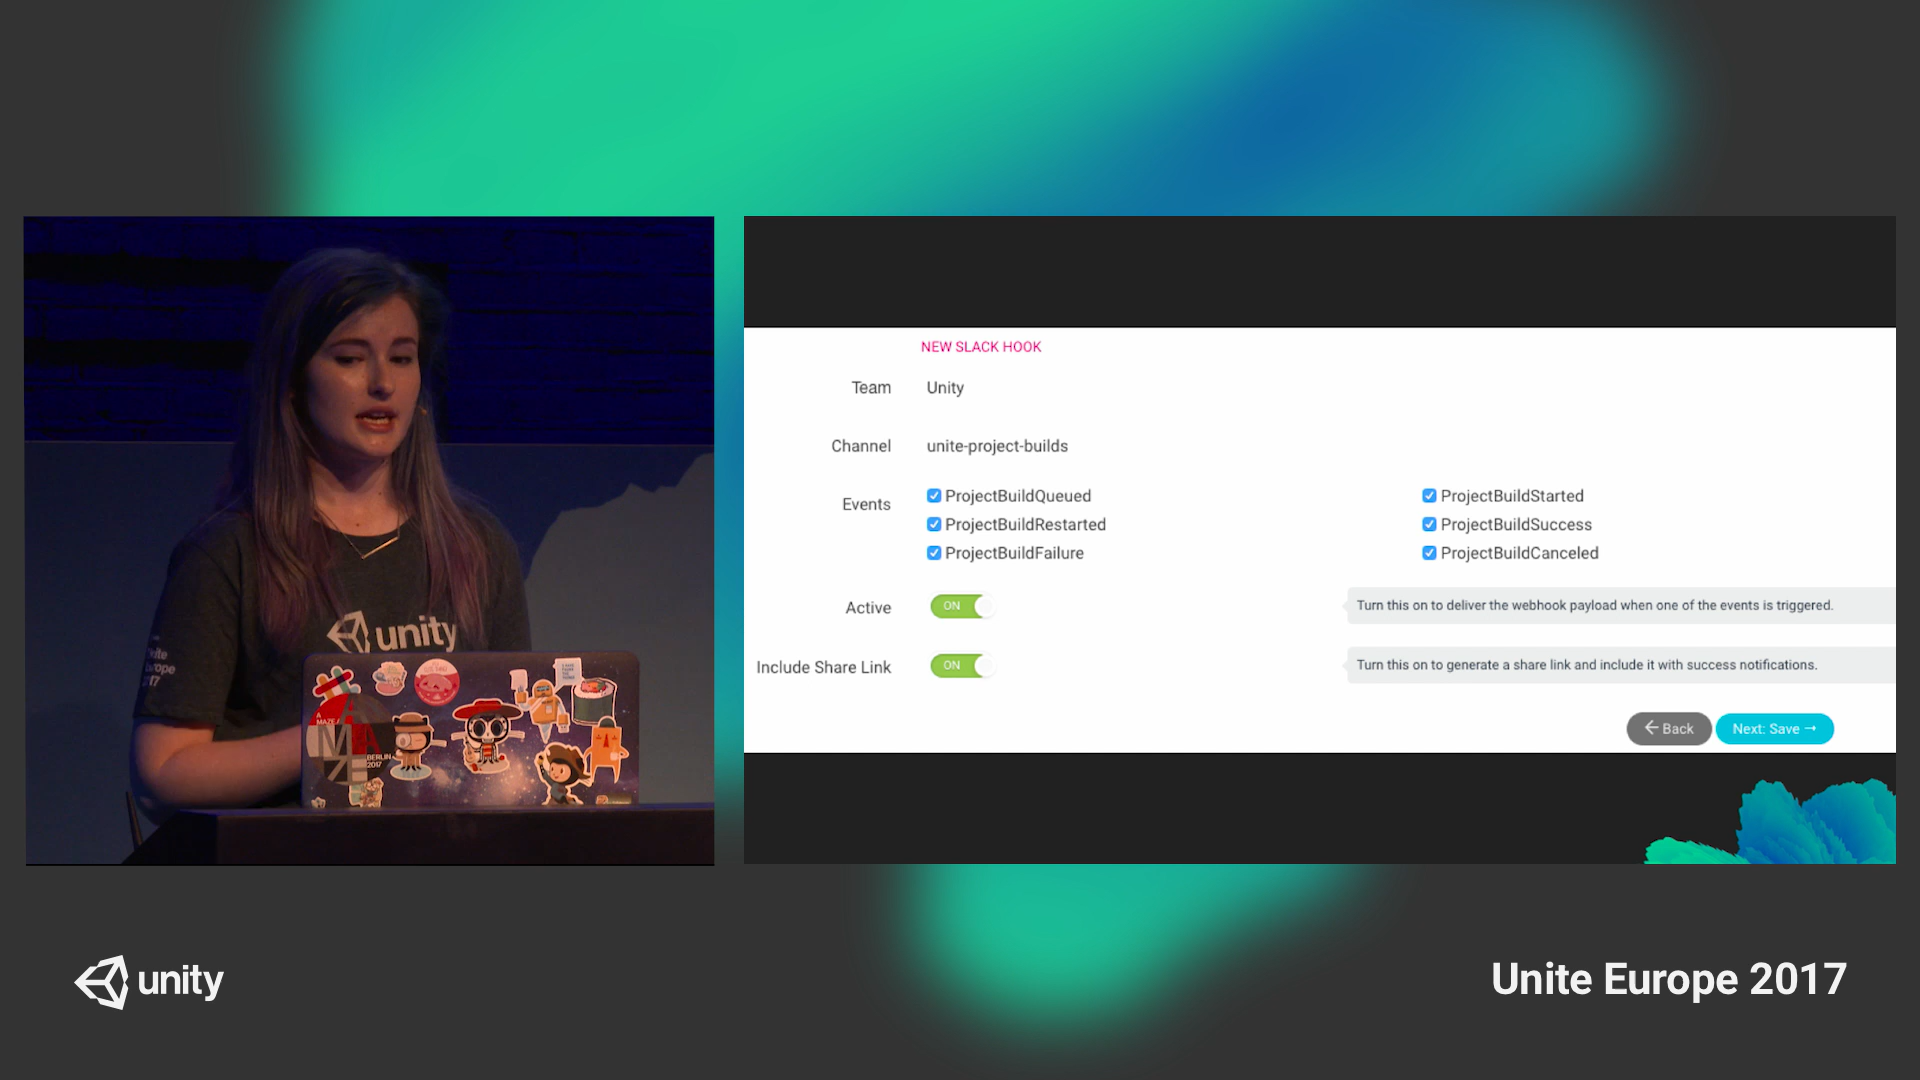 NEW SLACK HOOK
Team Unity
Channel unite-project-builds
Events
ProjectBuildQueued ProjectBuildStarted
ProjectBuildRestarted ProjectBuildSuccess
ProjectBuildFailure ProjectBuildCanceled
Active ON Turn this on to deliver the webhook payload when one of the events is triggered.
Include Share Link ON Turn this on to generate a share link and include it with success notifications.
← Back Next: Save →
unity
A
MAZE
BERLIN
2017
unity
Unite Europe 2017